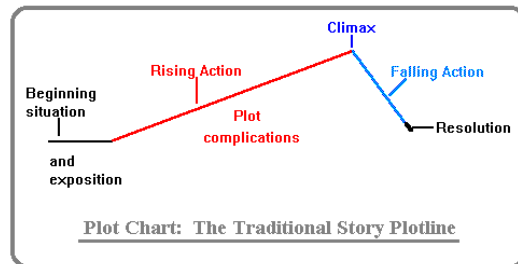 Climax
Rising Action
Falling Action
Beginning
situation
Plot
complications
Resolution
and
exposition
Plot Chart: The Traditional Story Plotline